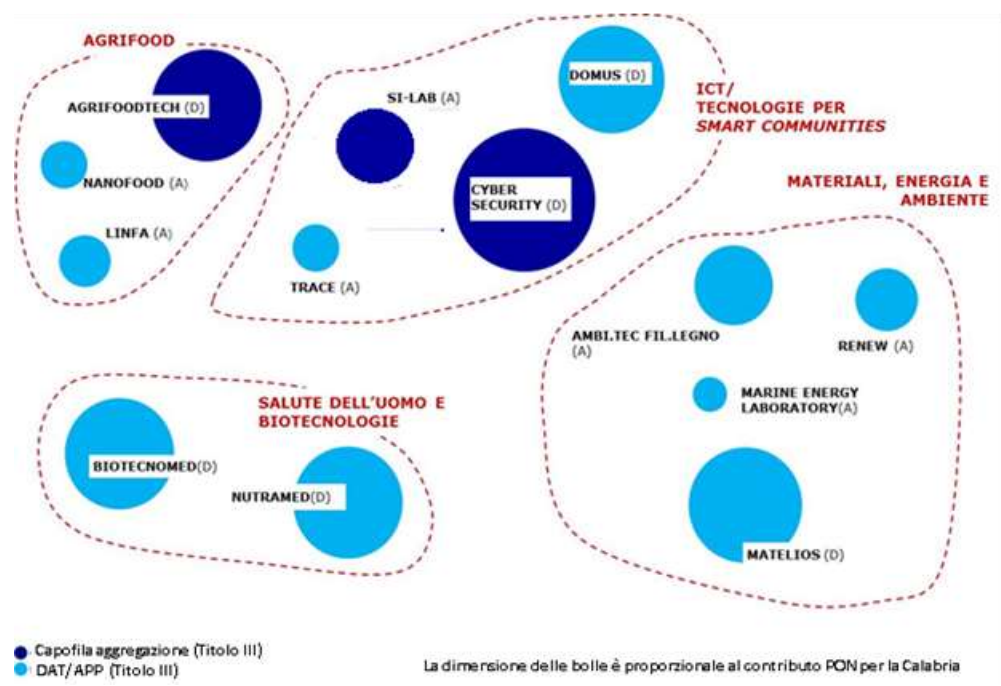 AGRIFOOD
AGRIFOODTECH (D)
NANOFOOD (A)
LINFA (A)
SI-LAB (A)
DOMUS (D)
CYBER
SECURITY (D)
TRACE (A)
ICT/
TECNOLOGIE PER
SMART COMMUNITIES
MATERIALI, ENERGIA E
AMBIENTE
AMBI.TEC FIL.LEGNO
(A)
RENEW (A)
MARINE ENERGY
LABORATORY(A)
MATELIOS (D)
SALUTE DELL'UOMO E
BIOTECNOLOGIE
BIOTECNOMED(D)
NUTRAMED(D)
Capofila aggregazione (Titolo III)
DAT/APP (Titolo III)
La dimensione delle bolle è proporzionale al contributo PON per la Calabria